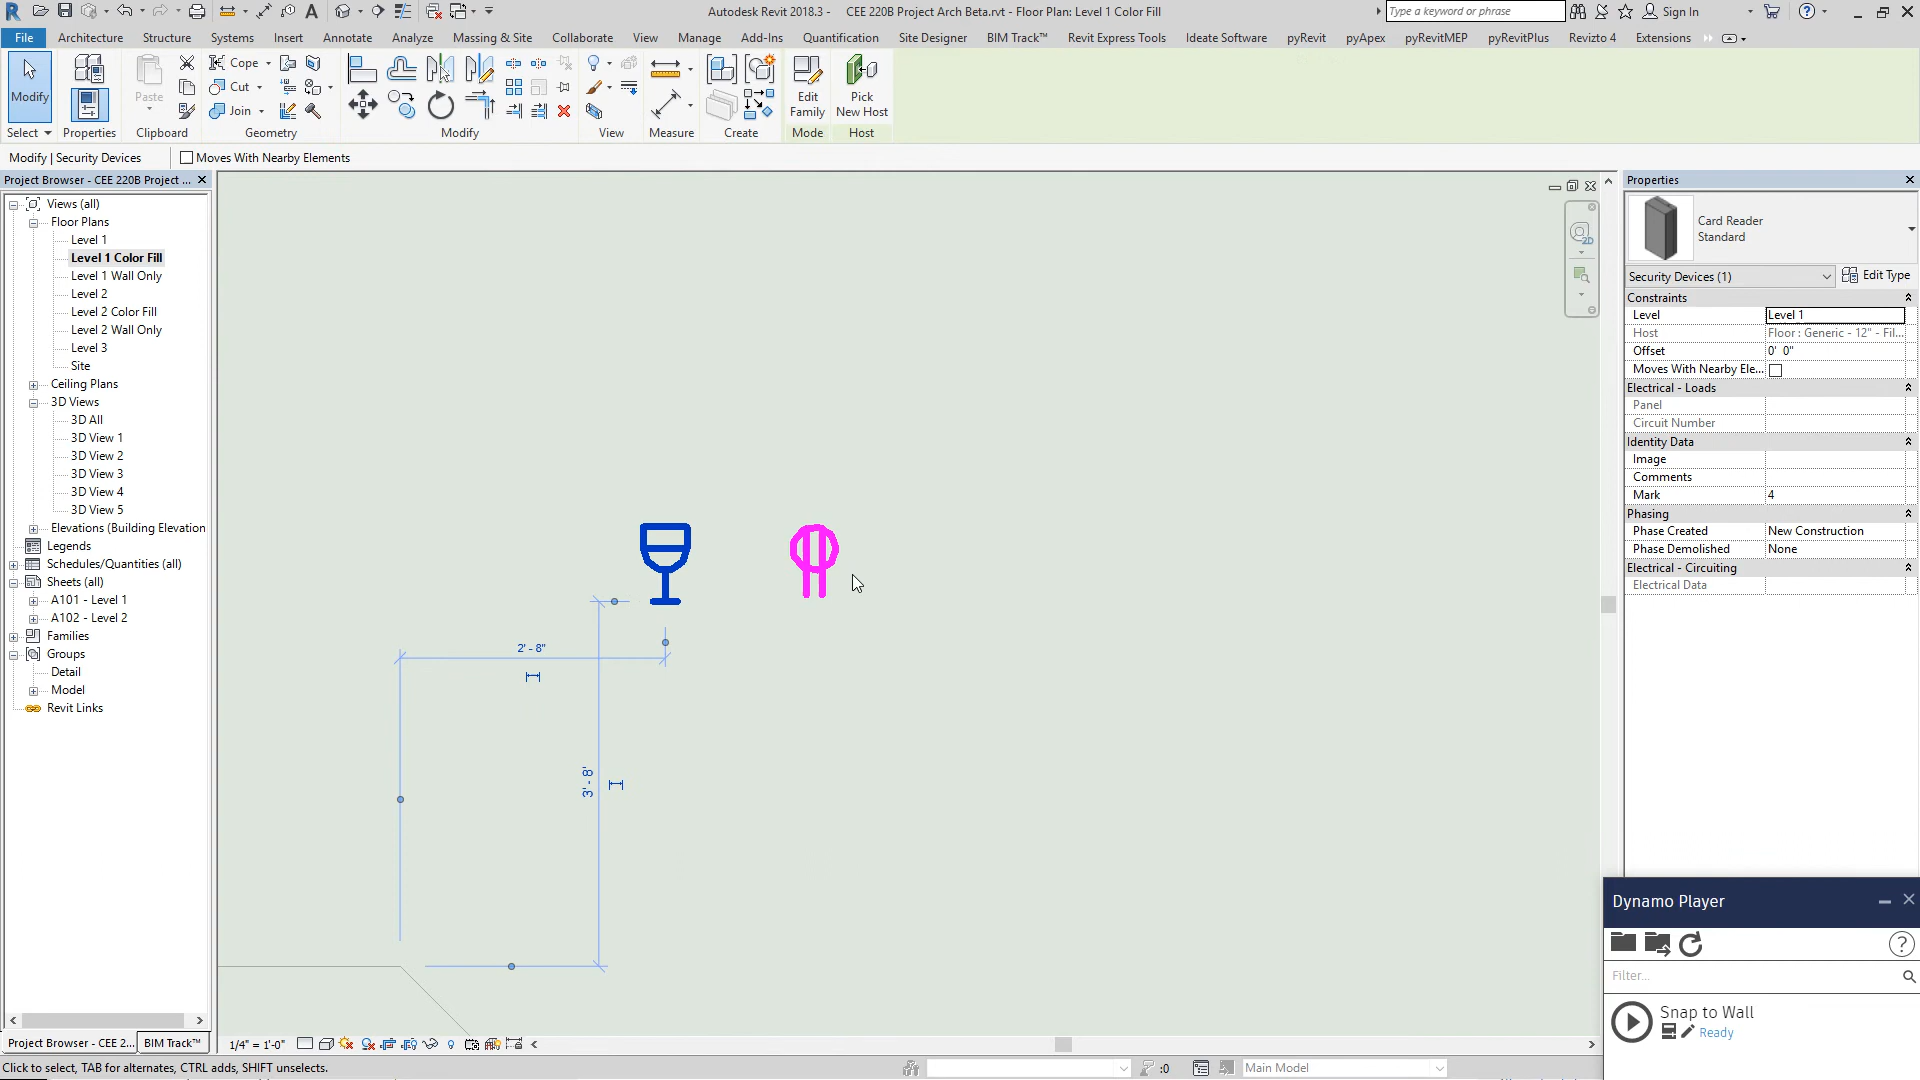 Autodesk Revit 2018.3 - CEE 220B Project Arch Beta.rvt - Floor Plan: Level 1 Color Fill
Type a keyword or phrase
Sign In
File Architecture Structure Systems Insert Annotate Analyze Massing & Site Collaborate View Manage Add-Ins Quantification Site Designer BIM Track™ Revit Express Tools Ideate Software pyRevit pyApex pyRevitMEP pyRevitPlus Revizto 4 Extensions
Modify
Paste
Cope
Cut
Join
Edit Family
Pick New Host
Select Properties Clipboard Geometry Modify View Measure Create Mode Host
Modify | Security Devices Moves With Nearby Elements
Project Browser - CEE 220B Project ...
Views (all)
Floor Plans
Level 1
Level 1 Color Fill
Level 1 Wall Only
Level 2
Level 2 Color Fill
Level 2 Wall Only
Level 3
Site
Ceiling Plans
3D Views
3D All
3D View 1
3D View 2
3D View 3
3D View 4
3D View 5
Elevations (Building Elevation
Legends
Schedules/Quantities (all)
Sheets (all)
A101 - Level 1
A102 - Level 2
Families
Groups
Detail
Model
Revit Links
Project Browser - CEE 2... BIM Track™
2' - 8"
3' - 8"
2D
Properties
Card Reader
Standard
Security Devices (1) Edit Type
Constraints
Level Level 1
Host Floor : Generic - 12" - Fil...
Offset 0' 0"
Moves With Nearby Ele...
Electrical - Loads
Panel
Circuit Number
Identity Data
Image
Comments
Mark 4
Phasing
Phase Created New Construction
Phase Demolished None
Electrical - Circuiting
Electrical Data
Dynamo Player
Filter...
Snap to Wall
Ready
1/4" = 1'-0"
Click to select, TAB for alternates, CTRL adds, SHIFT unselects.
:0
Main Model